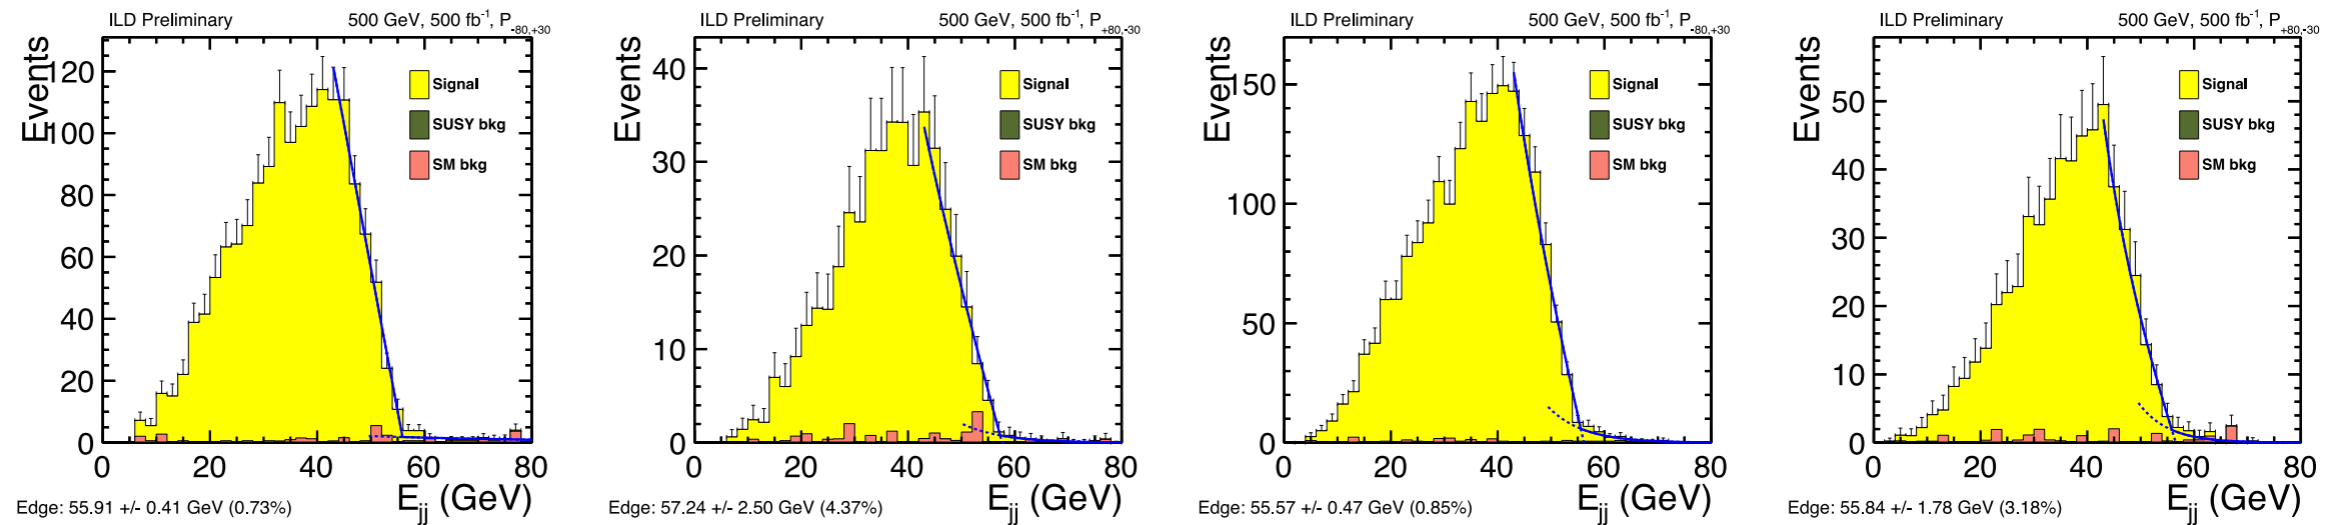 ILD Preliminary 500 GeV, 500 fb⁻¹, P₋₈₀,₊₃₀
Events
120
100
80
60
40
20
0
Signal
SUSY bkg
SM bkg
0 20 40 60 80
E_jj (GeV)
Edge: 55.91 +/- 0.41 GeV (0.73%)
ILD Preliminary 500 GeV, 500 fb⁻¹, P₊₈₀,₋₃₀
Events
40
30
20
10
0
Signal
SUSY bkg
SM bkg
0 20 40 60 80
E_jj (GeV)
Edge: 57.24 +/- 2.50 GeV (4.37%)
ILD Preliminary 500 GeV, 500 fb⁻¹, P₋₈₀,₊₃₀
Events
150
100
50
0
Signal
SUSY bkg
SM bkg
0 20 40 60 80
E_jj (GeV)
Edge: 55.57 +/- 0.47 GeV (0.85%)
ILD Preliminary 500 GeV, 500 fb⁻¹, P₊₈₀,₋₃₀
Events
50
40
30
20
10
0
Signal
SUSY bkg
SM bkg
0 20 40 60 80
E_jj (GeV)
Edge: 55.84 +/- 1.78 GeV (3.18%)